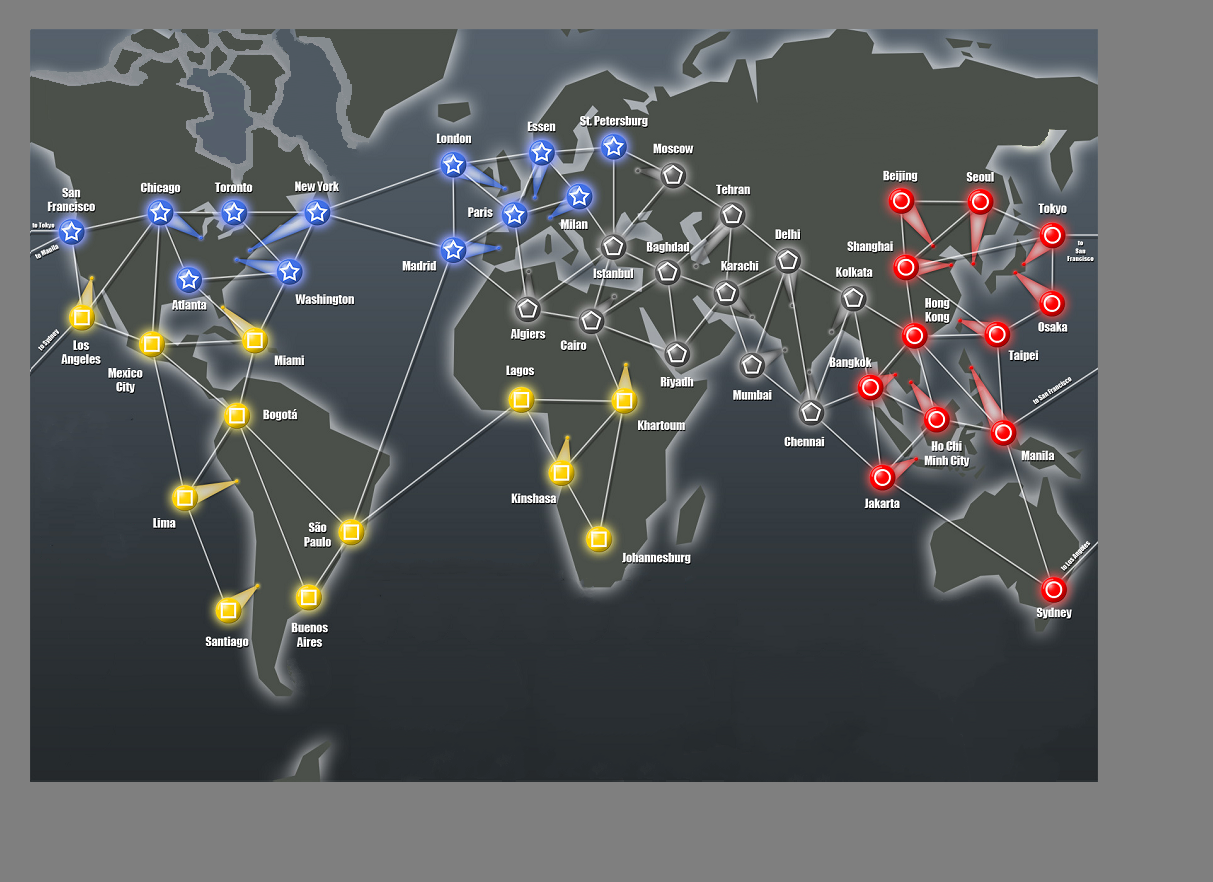 St. Petersburg
Essen
London
Moscow
Beijing
Seoul
Chicago
Toronto
New York
Tehran
San
Francisco
Paris
Milan
Tokyo
to Tokyo
to Manila
Delhi
Baghdad
Shanghai
to
San
Francisco
Madrid
Istanbul
Karachi
Kolkata
Atlanta
Washington
Hong
Kong
Algiers
Osaka
to Sydney
Los
Angeles
Cairo
Miami
Mexico
City
Bangkok
Taipei
Lagos
Riyadh
Mumbai
to San Francisco
Bogotá
Khartoum
Chennai
Ho Chi
Minh City
Manila
Kinshasa
Jakarta
Lima
São
Paulo
Johannesburg
to Los Angeles
Sydney
Santiago
Buenos
Aires